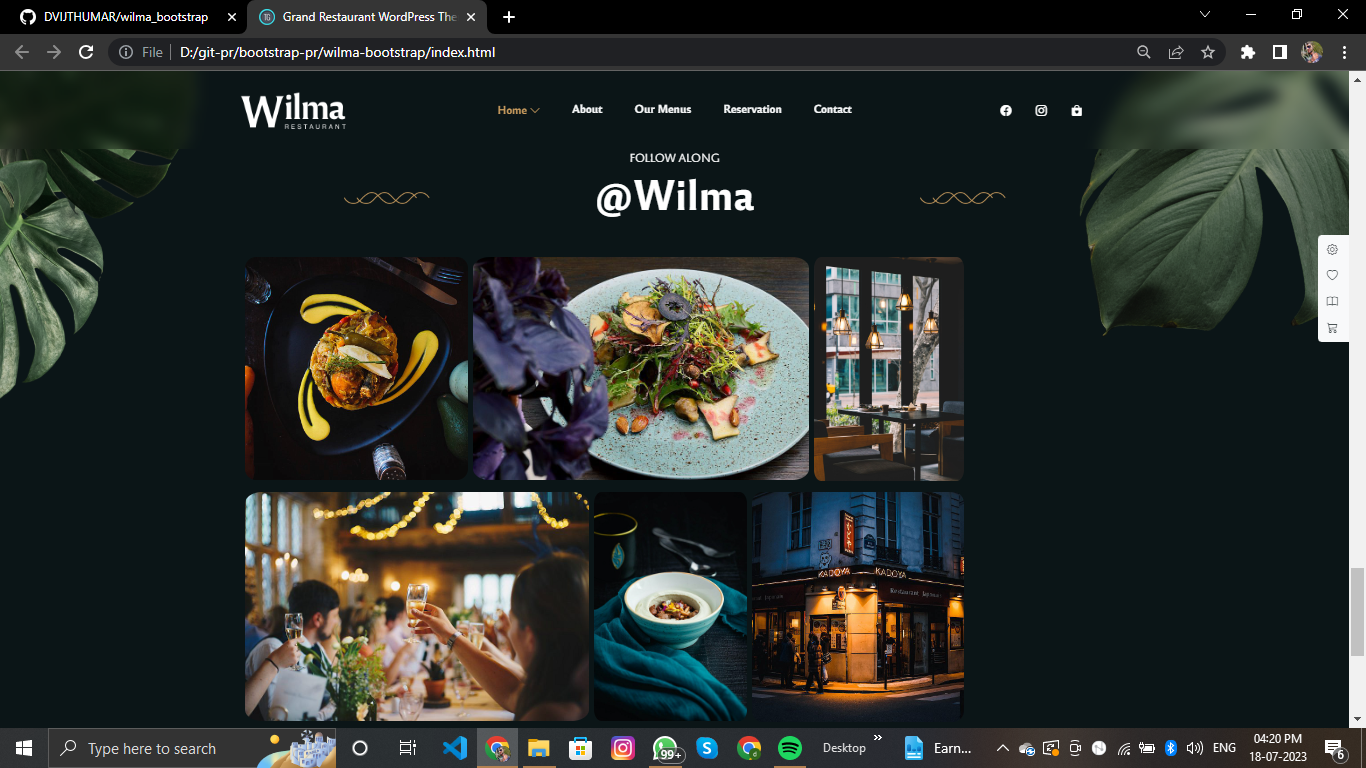 DVIJTHUMAR/wilma_bootstrap
Grand Restaurant WordPress The
File
D:/git-pr/bootstrap-pr/wilma-bootstrap/index.html
Wilma
RESTAURANT
Home
About
Our Menus
Reservation
Contact
FOLLOW ALONG
@Wilma
KADOYA KADOYA
Restaurant Japonais
Type here to search
99+
Desktop
Earn...
ENG
04:20 PM
18-07-2023
6